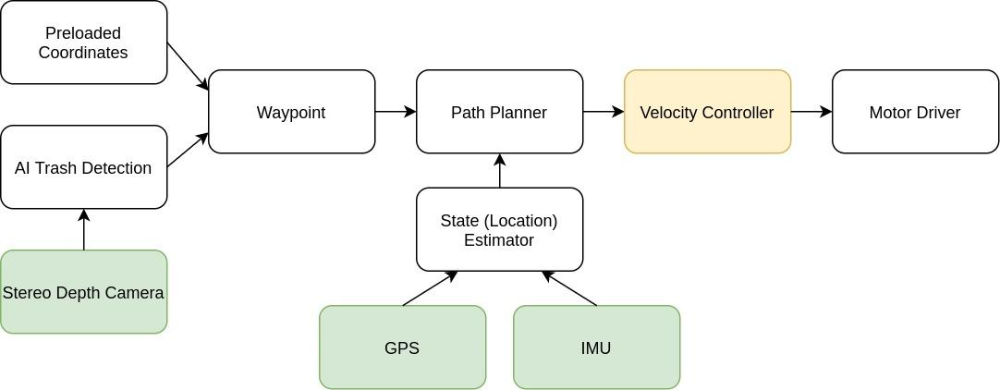 Preloaded
Coordinates
Waypoint
Path Planner
Velocity Controller
Motor Driver
AI Trash Detection
State (Location)
Estimator
Stereo Depth Camera
GPS
IMU